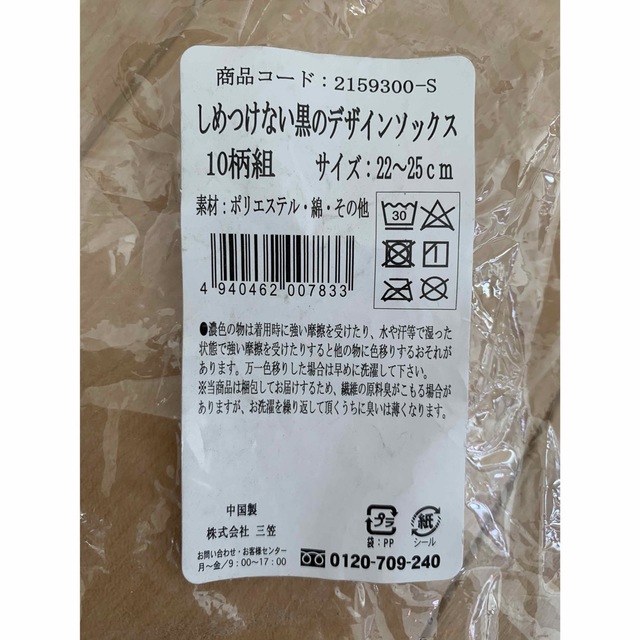 商品コード：2159300-S
しめつけない黒のデザインソックス
10柄組　サイズ：22～25cm
素材：ポリエステル・綿・その他
30
4 940462 007833
●濃色の物は着用時に強い摩擦を受けたり、水や汗等で湿った
状態で強い摩擦を受けたりすると他の物に色移りするおそれが
あります。万一色移りした場合は早めに洗濯して下さい。
※当商品は梱包してお届けするため、繊維の原料臭がこもる場合が
ありますが、お洗濯を繰り返して頂くうちに臭いは薄くなります。
中国製
株式会社 三笠
プラ
袋：PP
紙
シール
お問い合わせ・お客様センター
月～金／9：00～17：00
0120-709-240